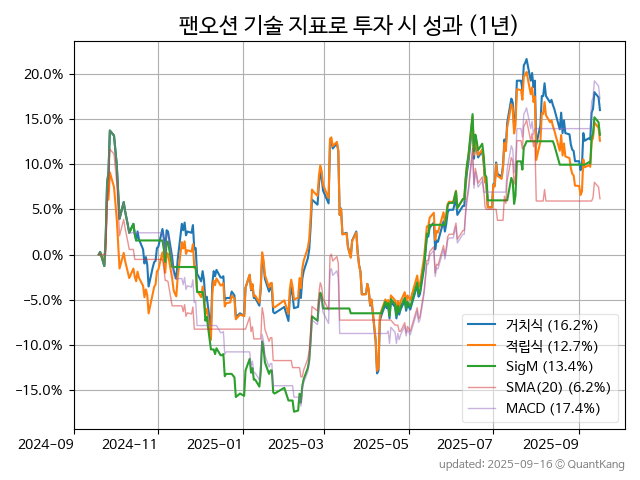 팬오션 기술 지표로 투자 시 성과 (1년)
20.0%
15.0%
10.0%
5.0%
0.0%
−5.0%
−10.0%
−15.0%
거치식 (16.2%)
적립식 (12.7%)
SigM (13.4%)
SMA(20) (6.2%)
MACD (17.4%)
2024-09 2024-11 2025-01 2025-03 2025-05 2025-07 2025-09
updated: 2025-09-16 ⓒ QuantKang